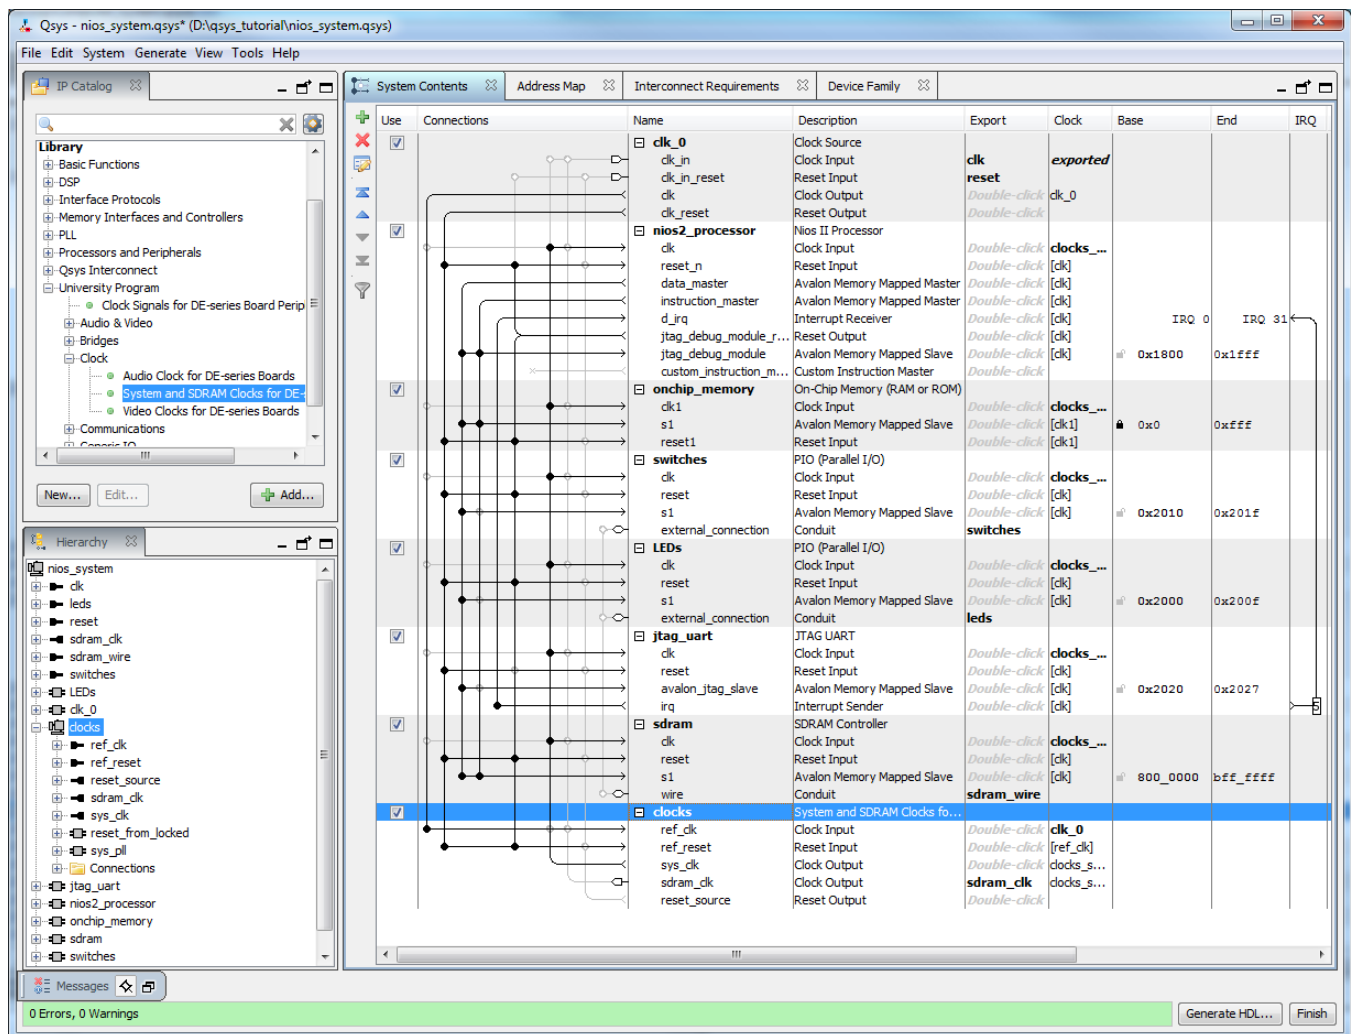 Qsys - nios_system.qsys* (D:\qsys_tutorial\nios_system.qsys)
File Edit System Generate View Tools Help
IP Catalog
Library
Basic Functions
DSP
Interface Protocols
Memory Interfaces and Controllers
PLL
Processors and Peripherals
Qsys Interconnect
University Program
Clock Signals for DE-series Board Perip
Audio & Video
Bridges
Clock
Audio Clock for DE-series Boards
System and SDRAM Clocks for DE-
Video Clocks for DE-series Boards
Communications
Generic IO
New... Edit... Add...
Hierarchy
nios_system
clk
leds
reset
sdram_clk
sdram_wire
switches
LEDs
clk_0
clocks
ref_clk
ref_reset
reset_source
sdram_clk
sys_clk
reset_from_locked
sys_pll
Connections
jtag_uart
nios2_processor
onchip_memory
sdram
switches
System Contents Address Map Interconnect Requirements Device Family
Use Connections Name Description Export Clock Base End IRQ
clk_0 Clock Source
clk_in Clock Input clk exported
clk_in_reset Reset Input reset
clk Clock Output Double-click clk_0
clk_reset Reset Output Double-click
nios2_processor Nios II Processor
clk Clock Input Double-click clocks_...
reset_n Reset Input Double-click [clk]
data_master Avalon Memory Mapped Master Double-click [clk]
instruction_master Avalon Memory Mapped Master Double-click [clk]
d_irq Interrupt Receiver Double-click [clk] IRQ 0 IRQ 31
jtag_debug_module_r... Reset Output Double-click [clk]
jtag_debug_module Avalon Memory Mapped Slave Double-click [clk] 0x1800 0x1fff
custom_instruction_m... Custom Instruction Master Double-click
onchip_memory On-Chip Memory (RAM or ROM)
clk1 Clock Input Double-click clocks_...
s1 Avalon Memory Mapped Slave Double-click [clk1] 0x0 0xfff
reset1 Reset Input Double-click [clk1]
switches PIO (Parallel I/O)
clk Clock Input Double-click clocks_...
reset Reset Input Double-click [clk]
s1 Avalon Memory Mapped Slave Double-click [clk] 0x2010 0x201f
external_connection Conduit switches
LEDs PIO (Parallel I/O)
clk Clock Input Double-click clocks_...
reset Reset Input Double-click [clk]
s1 Avalon Memory Mapped Slave Double-click [clk] 0x2000 0x200f
external_connection Conduit leds
jtag_uart JTAG UART
clk Clock Input Double-click clocks_...
reset Reset Input Double-click [clk]
avalon_jtag_slave Avalon Memory Mapped Slave Double-click [clk] 0x2020 0x2027
irq Interrupt Sender Double-click [clk] 5
sdram SDRAM Controller
clk Clock Input Double-click clocks_...
reset Reset Input Double-click [clk]
s1 Avalon Memory Mapped Slave Double-click [clk] 800_0000 bff_ffff
wire Conduit sdram_wire
clocks System and SDRAM Clocks fo...
ref_clk Clock Input Double-click clk_0
ref_reset Reset Input Double-click [ref_clk]
sys_clk Clock Output Double-click clocks_s...
sdram_clk Clock Output sdram_clk clocks_s...
reset_source Reset Output Double-click
Messages
0 Errors, 0 Warnings
Generate HDL... Finish